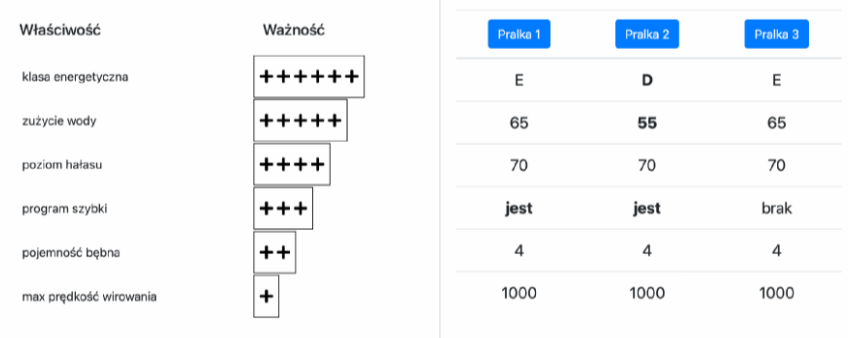 Właściwość Ważność Pralka 1 Pralka 2 Pralka 3
klasa energetyczna ++++++ E D E
zużycie wody +++++ 65 55 65
poziom hałasu ++++ 70 70 70
program szybki +++ jest jest brak
pojemność bębna ++ 4 4 4
max prędkość wirowania + 1000 1000 1000